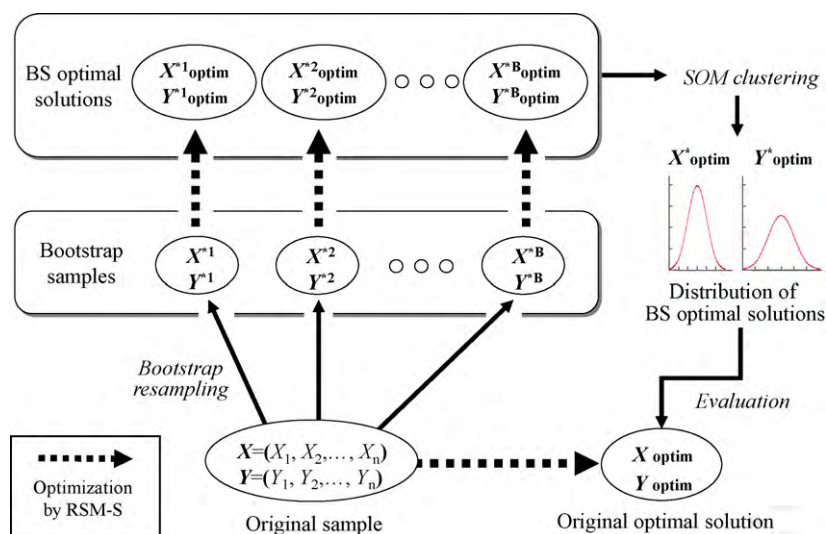 BS optimal
solutions
X*1optim
Y*1optim
X*2optim
Y*2optim
X*Boptim
Y*Boptim
SOM clustering
X*optim
Y*optim
Distribution of
BS optimal solutions
Bootstrap
samples
X*1
Y*1
X*2
Y*2
X*B
Y*B
Bootstrap
resampling
Evaluation
X=(X1, X2,…, Xn)
Y=(Y1, Y2,…, Yn)
Original sample
X optim
Y optim
Original optimal solution
Optimization
by RSM-S